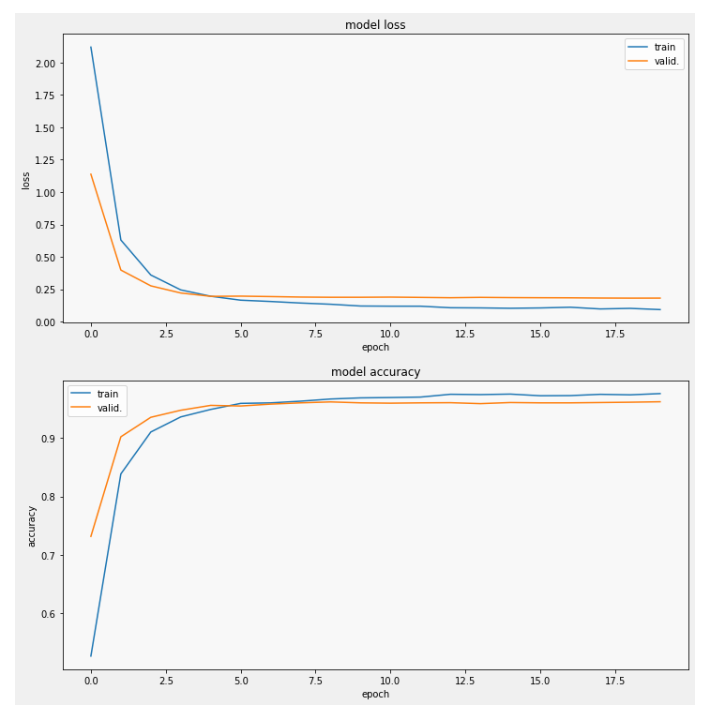 model loss
train
valid.
2.00
1.75
1.50
1.25
1.00
0.75
0.50
0.25
0.00
loss
0.0 2.5 5.0 7.5 10.0 12.5 15.0 17.5
epoch
model accuracy
train
valid.
0.9
0.8
0.7
0.6
accuracy
0.0 2.5 5.0 7.5 10.0 12.5 15.0 17.5
epoch